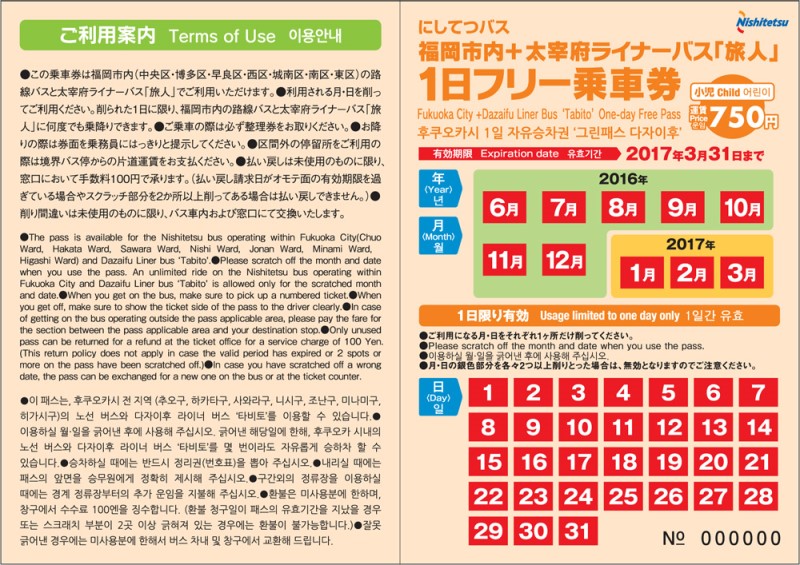 ご利用案内 Terms of Use 이용안내
●この乗車券は福岡市内(中央区・博多区・早良区・西区・城南区・南区・東区)の路
線バスと太宰府ライナーバス「旅人」でご利用いただけます。●利用される月・日を削っ
てご利用ください。削られた1日に限り、福岡市内の路線バスと太宰府ライナーバス「旅
人」に何度でも乗降りできます。●ご乗車の際は必ず整理券をお取りください。●お降
りの際は券面を乗務員にはっきりと提示してください。●区間外の停留所をご利用の
際は境界バス停からの片道運賃をお支払ください。●払い戻しは未使用のものに限り、
窓口において手数料100円で承ります。(払い戻し請求日がオモテ面の有効期限を過
ぎている場合やスクラッチ部分を2か所以上削ってある場合は払い戻しできません。)●
削り間違いは未使用のものに限り、バス車内および窓口にて交換いたします。
●The pass is available for the Nishitetsu bus operating within Fukuoka City(Chuo
Ward, Hakata Ward, Sawara Ward, Nishi Ward, Jonan Ward, Minami Ward,
Higashi Ward) and Dazaifu Liner bus 'Tabito'.●Please scratch off the month and date
when you use the pass. An unlimited ride on the Nishitetsu bus operating within
Fukuoka City and Dazaifu Liner bus 'Tabito' is allowed only for the scratched month
and date.●When you get on the bus, make sure to pick up a numbered ticket.●When
you get off, make sure to show the ticket side of the pass to the driver clearly.●In case
of getting on the bus operating outside the pass applicable area, please pay the fare for
the section between the pass applicable area and your destination stop.●Only unused
pass can be returned for a refund at the ticket office for a service charge of 100 Yen.
(This return policy does not apply in case the valid period has expired or 2 spots or
more on the pass have been scratched off.)●In case you have scratched off a wrong
date, the pass can be exchanged for a new one on the bus or at the ticket counter.
●이 패스는, 후쿠오카시 전 지역 (추오구, 하카타구, 사와라구, 니시구, 조난구, 미나미구,
히가시구)의 노선 버스와 다자이후 라이너 버스 '타비토'를 이용할 수 있습니다.●
이용하실 월·일을 긁어낸 후에 사용해 주십시오. 긁어낸 해당일에 한해, 후쿠오카 시내의
노선 버스와 다자이후 라이너 버스 '타비토'를 몇 번이라도 자유롭게 승하차 할 수
있습니다.●승차하실 때에는 반드시 정리권(번호표)을 뽑아 주십시오.●내리실 때에는
패스의 앞면을 승무원에게 정확히 제시해 주십시오.●구간외의 정류장을 이용하실
때에는 경계 정류장부터의 추가 운임을 지불해 주십시오.●환불은 미사용분에 한하며,
창구에서 수수료 100엔을 징수합니다. (환불 청구일이 패스의 유효기간을 지났을 경우
또는 스크래치 부분이 2곳 이상 긁혀져 있는 경우에는 환불이 불가능합니다.)●잘못
긁어낸 경우에는 미사용분에 한해서 버스 차내 및 창구에서 교환해 드립니다.
Nishitetsu
にしてつバス
福岡市内+太宰府ライナーバス「旅人」
1日フリー乗車券
小児 Child 어린이
運賃 Price 운임 750円
Fukuoka City +Dazaifu Liner Bus 'Tabito' One-day Free Pass
후쿠오카시 1일 자유승차권 '그린패스 다자이후'
有効期限 Expiration date 유효기간 2017年3月31日まで
年 (Year) 년
2016年
6月 7月 8月 9月 10月
月 (Month) 월
11月 12月
2017年
1月 2月 3月
1日限り有効 Usage limited to one day only 1일간 유효
●ご利用になる月・日をそれぞれ1ヶ所だけ削ってください。
●Please scratch off the month and date when you use the pass.
●이용하실 월·일을 긁어낸 후에 사용해 주십시오.
●月・日の銀色部分を各々2つ以上削りとった場合は、無効となりますのでご注意ください。
日 (Day) 일
1 2 3 4 5 6 7
8 9 10 11 12 13 14
15 16 17 18 19 20 21
22 23 24 25 26 27 28
29 30 31
№ 000000